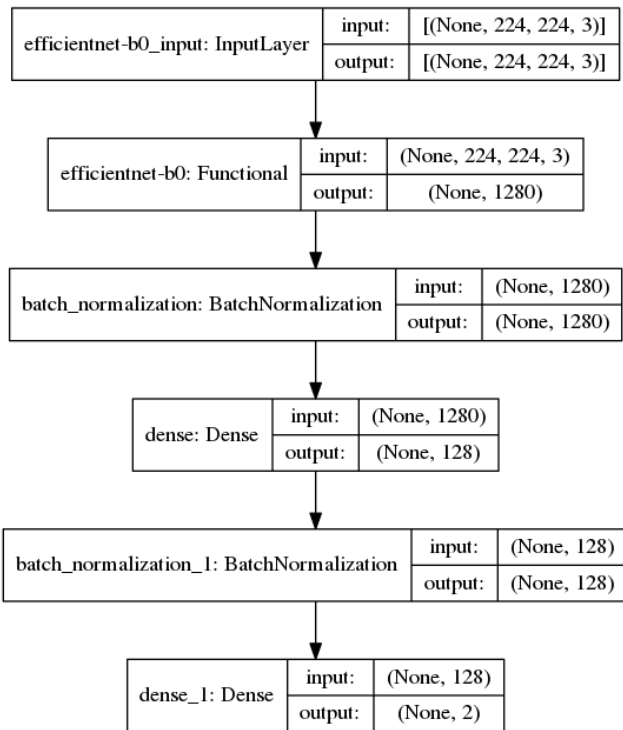 efficientnet-b0_input: InputLayer
input: [(None, 224, 224, 3)]
output: [(None, 224, 224, 3)]
efficientnet-b0: Functional
input: (None, 224, 224, 3)
output: (None, 1280)
batch_normalization: BatchNormalization
input: (None, 1280)
output: (None, 1280)
dense: Dense
input: (None, 1280)
output: (None, 128)
batch_normalization_1: BatchNormalization
input: (None, 128)
output: (None, 128)
dense_1: Dense
input: (None, 128)
output: (None, 2)